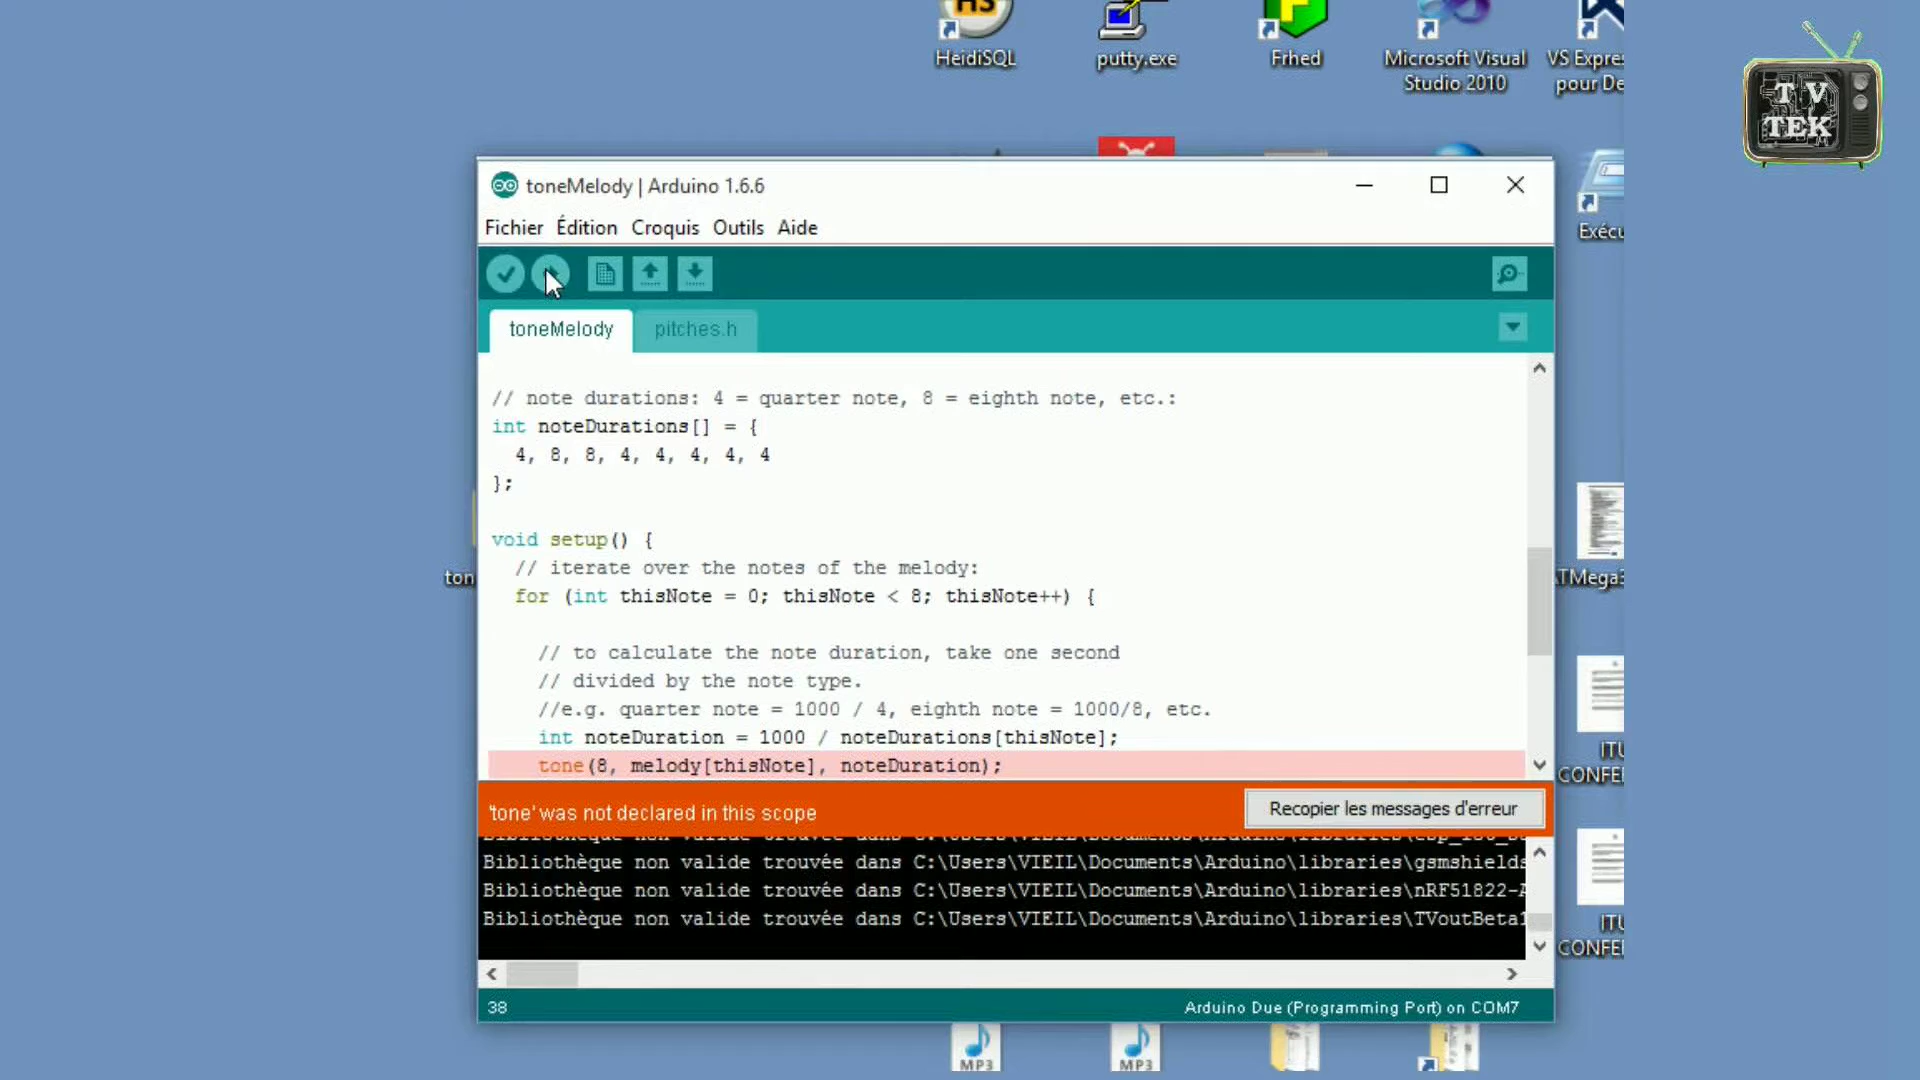 HS
HeidiSQL
putty.exe
Frhed
Microsoft Visual
Studio 2010
VS Expre
pour De
T V
TEK
toneMelody | Arduino 1.6.6
Fichier Édition Croquis Outils Aide
Exécu
toneMelody
pitches.h
// note durations: 4 = quarter note, 8 = eighth note, etc.:
int noteDurations[] = {
4, 8, 8, 4, 4, 4, 4, 4
};
void setup() {
// iterate over the notes of the melody:
for (int thisNote = 0; thisNote < 8; thisNote++) {
// to calculate the note duration, take one second
// divided by the note type.
//e.g. quarter note = 1000 / 4, eighth note = 1000/8, etc.
int noteDuration = 1000 / noteDurations[thisNote];
tone(8, melody[thisNote], noteDuration);
ton
ATMega3
ITU
CONFE
'tone' was not declared in this scope
Recopier les messages d'erreur
Bibliothèque non valide trouvée dans C:\Users\VIEIL\Documents\Arduino\libraries\gsmshields
Bibliothèque non valide trouvée dans C:\Users\VIEIL\Documents\Arduino\libraries\nRF51822-A
Bibliothèque non valide trouvée dans C:\Users\VIEIL\Documents\Arduino\libraries\TVoutBeta1
ITU
CONFE
38
Arduino Due (Programming Port) on COM7
MP3
MP3